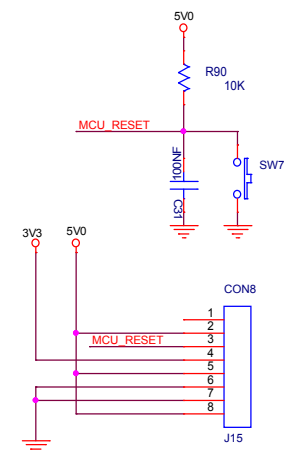 5V0
R90
10K
MCU_RESET
100NF
C31
SW7
3V3
5V0
CON8
1
2
MCU_RESET
3
4
5
6
7
8
J15